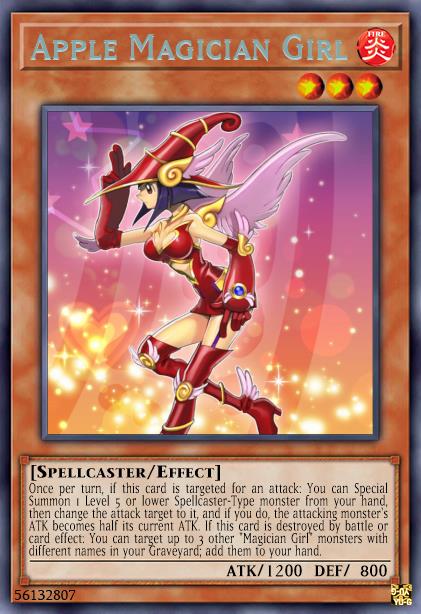 Apple Magician Girl
FIRE
炎
[Spellcaster/Effect]
Once per turn, if this card is targeted for an attack: You can Special
Summon 1 Level 5 or lower Spellcaster-Type monster from your hand,
then change the attack target to it, and if you do, the attacking monster's
ATK becomes half its current ATK. If this card is destroyed by battle or
card effect: You can target up to 3 other "Magician Girl" monsters with
different names in your Graveyard; add them to your hand.
ATK/1200 DEF/ 800
56132807